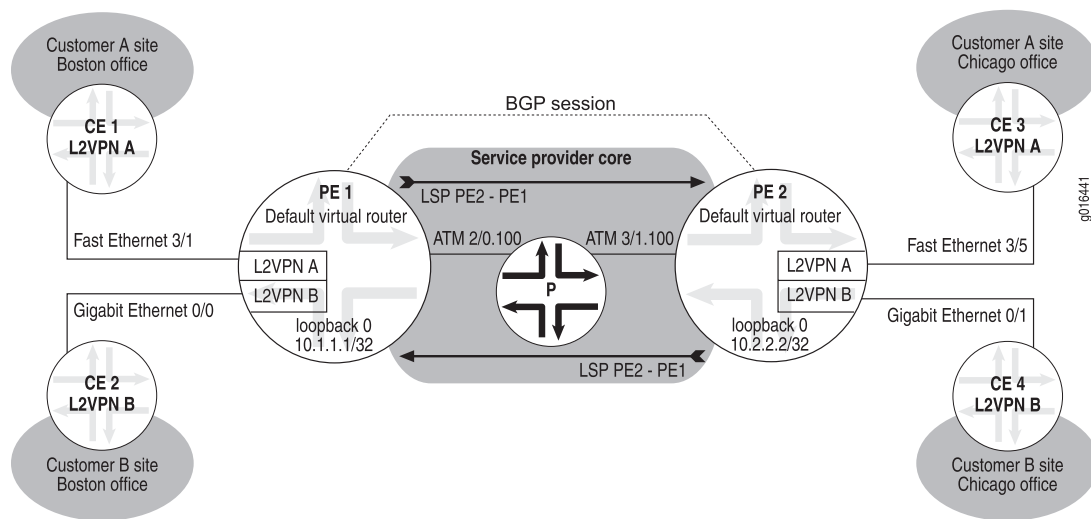 Customer A site
Boston office
CE 1
L2VPN A
Fast Ethernet 3/1
Gigabit Ethernet 0/0
CE 2
L2VPN B
Customer B site
Boston office
BGP session
Service provider core
PE 1
Default virtual router
L2VPN A
L2VPN B
loopback 0
10.1.1.1/32
LSP PE2 - PE1
ATM 2/0.100
ATM 3/1.100
P
LSP PE2 - PE1
PE 2
Default virtual router
L2VPN A
L2VPN B
loopback 0
10.2.2.2/32
Customer A site
Chicago office
CE 3
L2VPN A
Fast Ethernet 3/5
Gigabit Ethernet 0/1
CE 4
L2VPN B
Customer B site
Chicago office
g016441